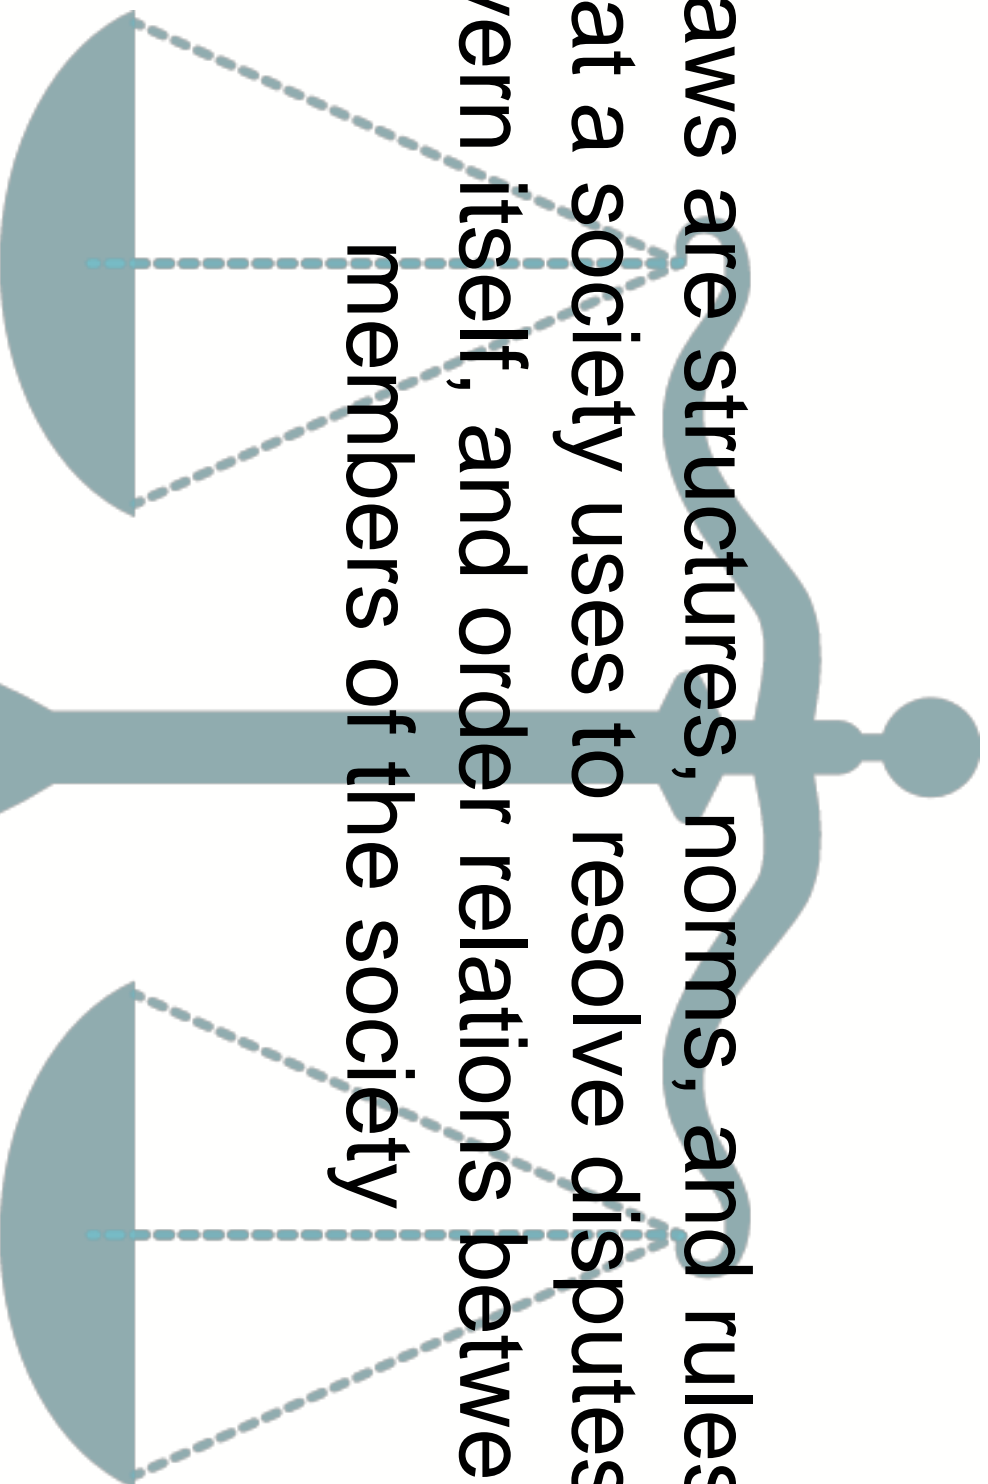 aws are structures, norms, and rules
at a society uses to resolve disputes
vern itself, and order relations betwe
members of the society